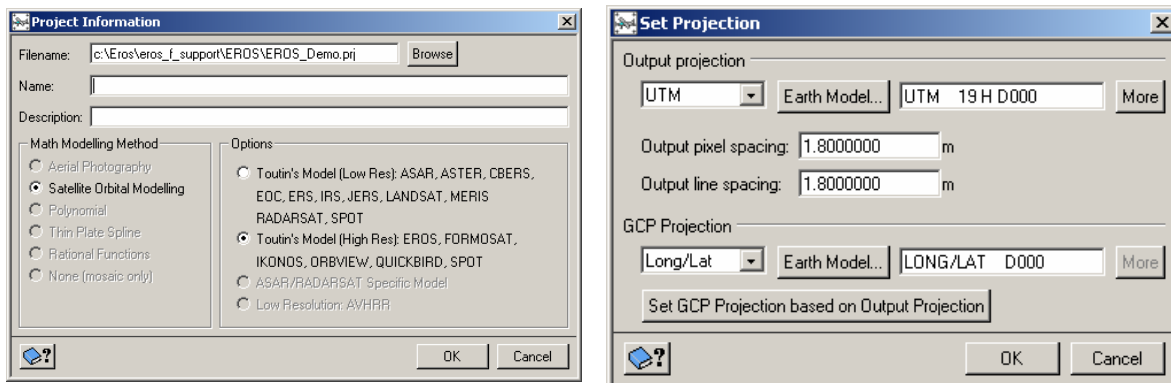 Project Information
Filename: c:\Eros\eros_f_support\EROS\EROS_Demo.prj Browse
Name:
Description:
Math Modelling Method
Aerial Photography
Satellite Orbital Modelling
Polynomial
Thin Plate Spline
Rational Functions
None (mosaic only)
Options
Toutin's Model (Low Res): ASAR, ASTER, CBERS,
EOC, ERS, IRS, JERS, LANDSAT, MERIS
RADARSAT, SPOT
Toutin's Model (High Res): EROS, FORMOSAT,
IKONOS, ORBVIEW, QUICKBIRD, SPOT
ASAR/RADARSAT Specific Model
Low Resolution: AVHRR
OK Cancel
Set Projection
Output projection
UTM Earth Model... UTM 19 H D000 More
Output pixel spacing: 1.8000000 m
Output line spacing: 1.8000000 m
GCP Projection
Long/Lat Earth Model... LONG/LAT D000 More
Set GCP Projection based on Output Projection
OK Cancel